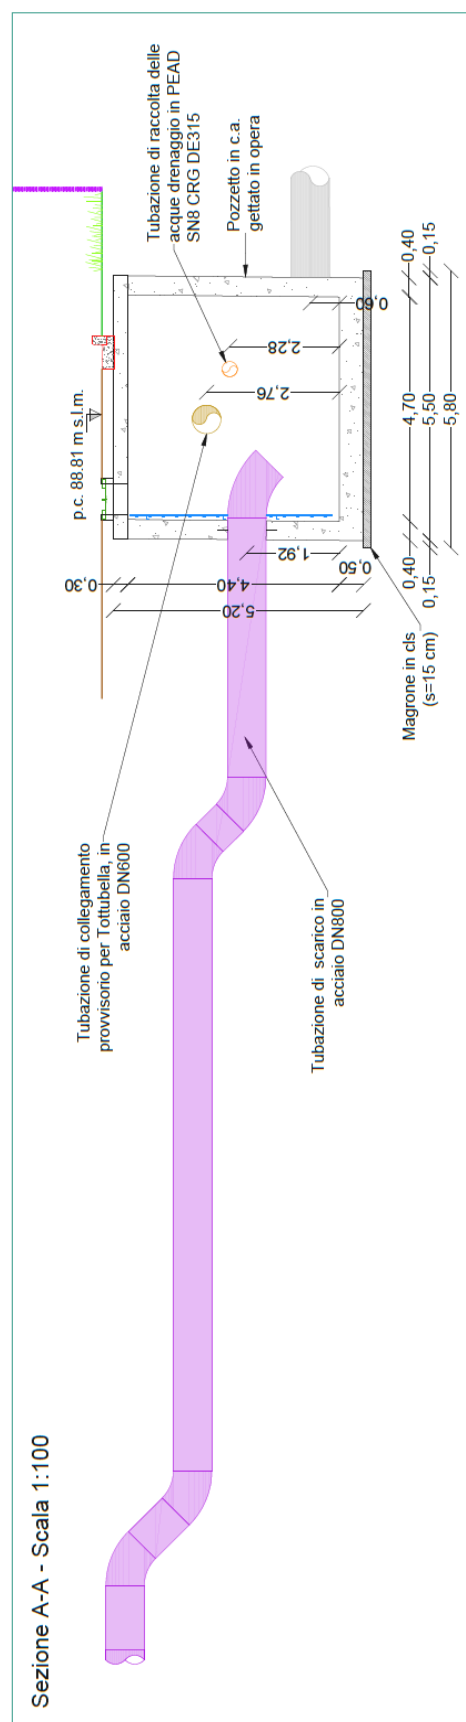 Sezione A-A - Scala 1:100
Tubazione di collegamento
provvisorio per Tottubella, in
acciaio DN600
p.c. 88.81 m s.l.m.
Tubazione di raccolta delle
acque drenaggio in PEAD
SN8 CRG DE315
Pozzetto in c.a.
gettato in opera
Tubazione di scarico in
acciaio DN800
Magrone in cls
(s=15 cm)
0,30
4,40
0,50
5,20
1,92
2,76
2,28
0,60
0,40
4,70
0,40
0,15
5,50
0,15
5,80